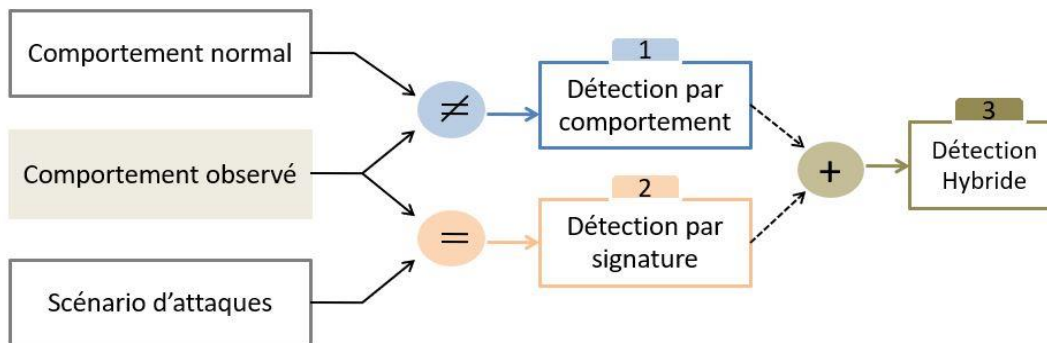 Comportement normal
Comportement observé
Scénario d'attaques
≠
=
1
Détection par
comportement
2
Détection par
signature
+
3
Détection
Hybride